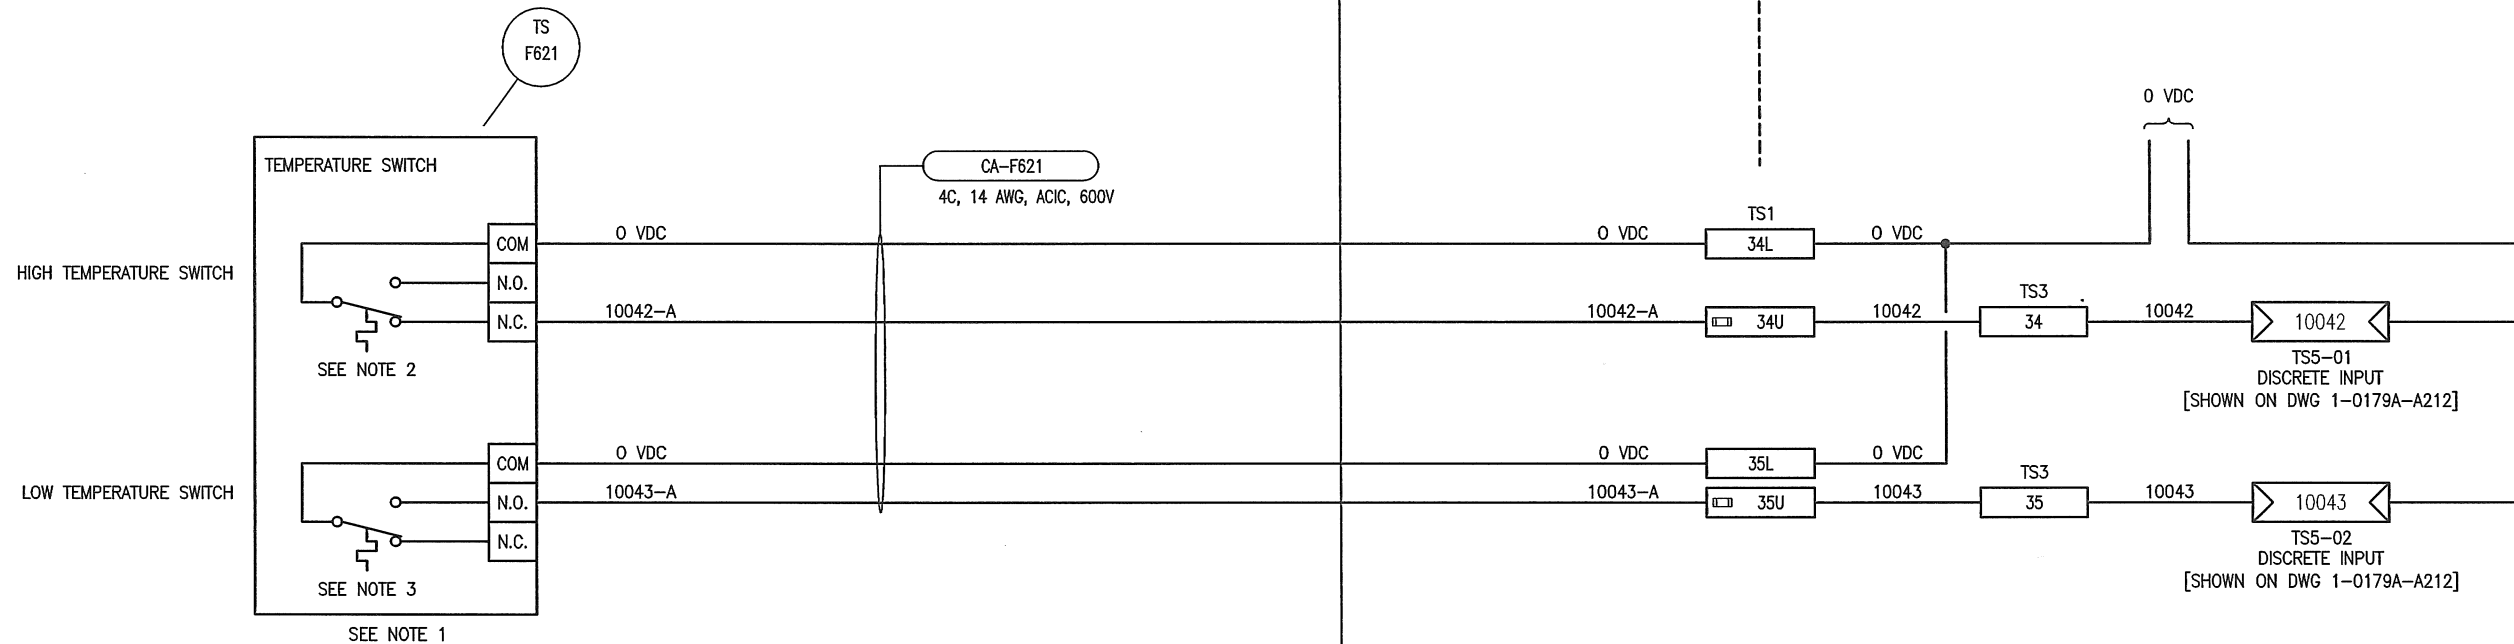 TS
F621
0 VDC
TEMPERATURE SWITCH
CA-F621
4C, 14 AWG, ACIC, 600V
TS1
COM
0 VDC
0 VDC
34L
0 VDC
HIGH TEMPERATURE SWITCH
N.O.
TS3
N.C.
10042-A
10042-A
34U
10042
34
10042
10042
TS5-01
SEE NOTE 2
DISCRETE INPUT
[SHOWN ON DWG 1-0179A-A212]
COM
0 VDC
0 VDC
35L
0 VDC
TS3
LOW TEMPERATURE SWITCH
N.O.
10043-A
10043-A
35U
10043
35
10043
10043
N.C.
TS5-02
DISCRETE INPUT
SEE NOTE 3
[SHOWN ON DWG 1-0179A-A212]
SEE NOTE 1